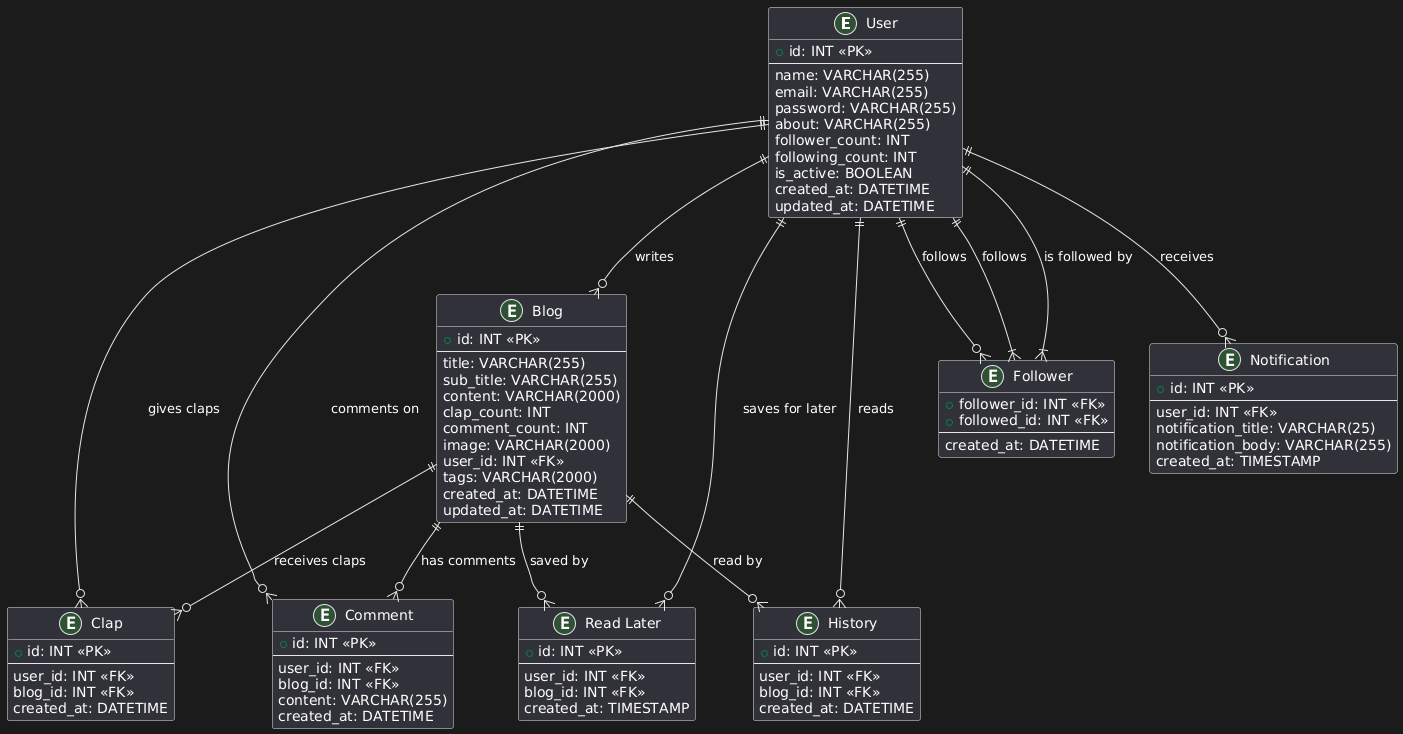 E User
id: INT «PK»
name: VARCHAR(255)
email: VARCHAR(255)
password: VARCHAR(255)
about: VARCHAR(255)
follower_count: INT
following_count: INT
is_active: BOOLEAN
created_at: DATETIME
updated_at: DATETIME
writes
follows
follows
is followed by
receives
E Blog
id: INT «PK»
title: VARCHAR(255)
sub_title: VARCHAR(255)
content: VARCHAR(2000)
clap_count: INT
comment_count: INT
image: VARCHAR(2000)
user_id: INT «FK»
tags: VARCHAR(2000)
created_at: DATETIME
updated_at: DATETIME
E Follower
follower_id: INT «FK»
followed_id: INT «FK»
created_at: DATETIME
E Notification
id: INT «PK»
user_id: INT «FK»
notification_title: VARCHAR(25)
notification_body: VARCHAR(255)
created_at: TIMESTAMP
gives claps
comments on
saves for later
reads
receives claps
has comments
saved by
read by
E Clap
id: INT «PK»
user_id: INT «FK»
blog_id: INT «FK»
created_at: DATETIME
E Comment
id: INT «PK»
user_id: INT «FK»
blog_id: INT «FK»
content: VARCHAR(255)
created_at: DATETIME
E Read Later
id: INT «PK»
user_id: INT «FK»
blog_id: INT «FK»
created_at: TIMESTAMP
E History
id: INT «PK»
user_id: INT «FK»
blog_id: INT «FK»
created_at: DATETIME